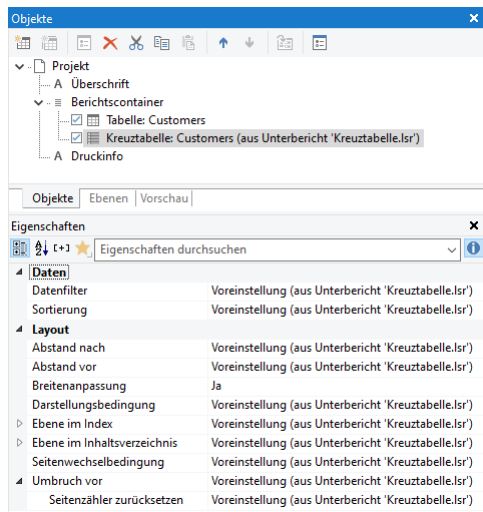 Objekte
Projekt
A Überschrift
Berichtscontainer
Tabelle: Customers
Kreuztabelle: Customers (aus Unterbericht 'Kreuztabelle.lsr')
A Druckinfo
Objekte Ebenen Vorschau
Eigenschaften
Eigenschaften durchsuchen
Daten
Datenfilter Voreinstellung (aus Unterbericht 'Kreuztabelle.lsr')
Sortierung Voreinstellung (aus Unterbericht 'Kreuztabelle.lsr')
Layout
Abstand nach Voreinstellung (aus Unterbericht 'Kreuztabelle.lsr')
Abstand vor Voreinstellung (aus Unterbericht 'Kreuztabelle.lsr')
Breitenanpassung Ja
Darstellungsbedingung Voreinstellung (aus Unterbericht 'Kreuztabelle.lsr')
Ebene im Index Voreinstellung (aus Unterbericht 'Kreuztabelle.lsr')
Ebene im Inhaltsverzeichnis Voreinstellung (aus Unterbericht 'Kreuztabelle.lsr')
Seitenwechselbedingung Voreinstellung (aus Unterbericht 'Kreuztabelle.lsr')
Umbruch vor Voreinstellung (aus Unterbericht 'Kreuztabelle.lsr')
Seitenzähler zurücksetzen Voreinstellung (aus Unterbericht 'Kreuztabelle.lsr')